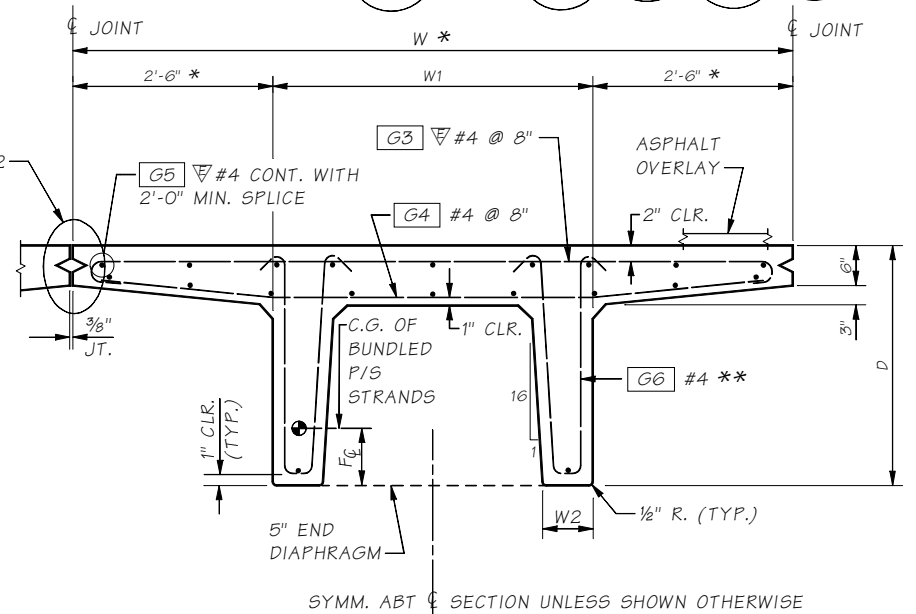 ℄ JOINT
℄ JOINT
W *
2'-6" *
W1
2'-6" *
G3 #4 @ 8"
ASPHALT
OVERLAY
2
G5 E #4 CONT. WITH
2'-0" MIN. SPLICE
G4 #4 @ 8"
2" CLR.
6"
3"
3/8"
JT.
C.G. OF
BUNDLED
P/S
STRANDS
1" CLR.
D
G6 #4 **
16
1
1" CLR.
(TYP.)
F℄
W2
½" R. (TYP.)
5" END
DIAPHRAGM
SYMM. ABT ℄ SECTION UNLESS SHOWN OTHERWISE